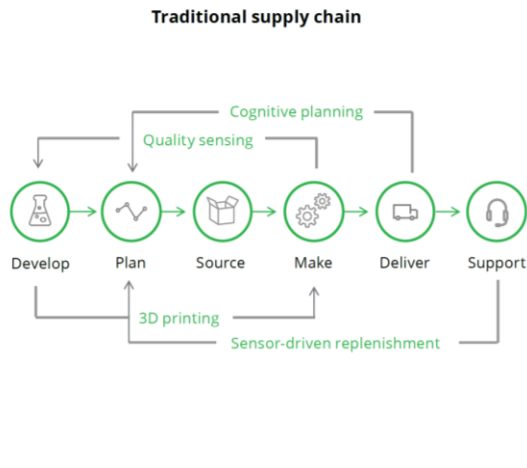 Traditional supply chain
Cognitive planning
Quality sensing
Develop
Plan
Source
Make
Deliver
Support
3D printing
Sensor-driven replenishment